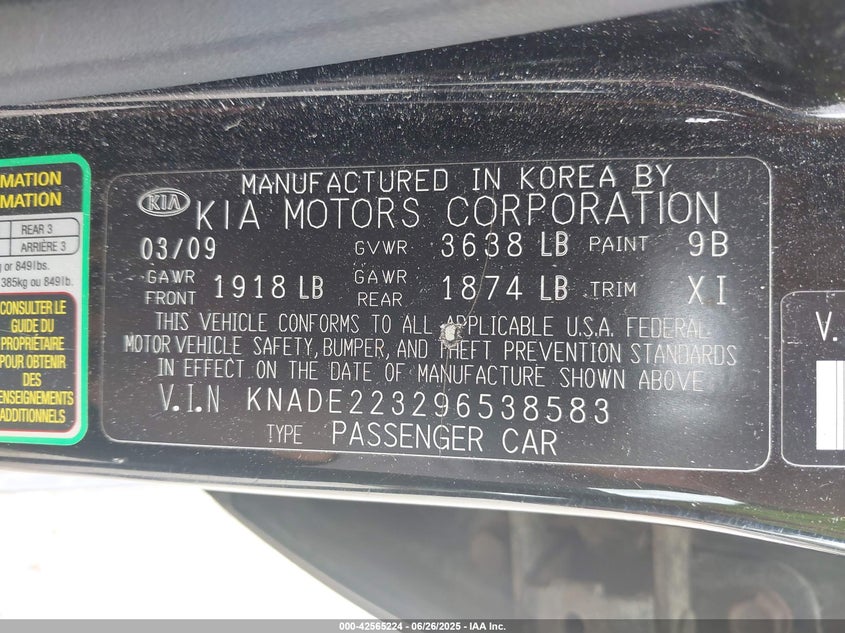 MATION
MATION
REAR 3
ARRIÈRE 3
g or 849lbs.
385kg ou 849lb.
CONSULTER LE
GUIDE DU
PROPRIÉTAIRE
POUR OBTENIR
DES
RENSEIGNEMENTS
ADDITIONNELS
MANUFACTURED IN KOREA BY
KIA KIA MOTORS CORPORATION
03/09 GVWR 3638 LB PAINT 9B
GAWR FRONT 1918 LB GAWR REAR 1874 LB TRIM XI
THIS VEHICLE CONFORMS TO ALL APPLICABLE U.S.A. FEDERAL
MOTOR VEHICLE SAFETY, BUMPER, AND THEFT PREVENTION STANDARDS
IN EFFECT ON THE DATE OF MANUFACTURE SHOWN ABOVE
V.I.N KNADE223296538583
TYPE PASSENGER CAR
V.
000-42565224 - 06/26/2025 - IAA Inc.